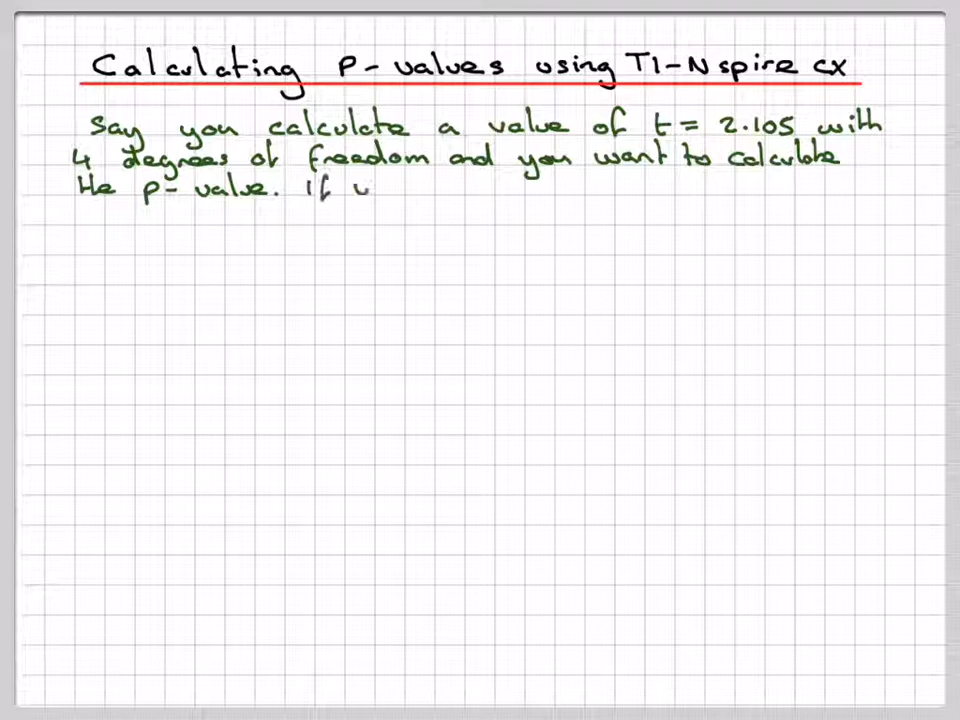 Calculating P-values using TI-Nspire cx
Say you calculate a value of t = 2.105 with
4 degrees of freedom and you want to calculate
the p-value. If